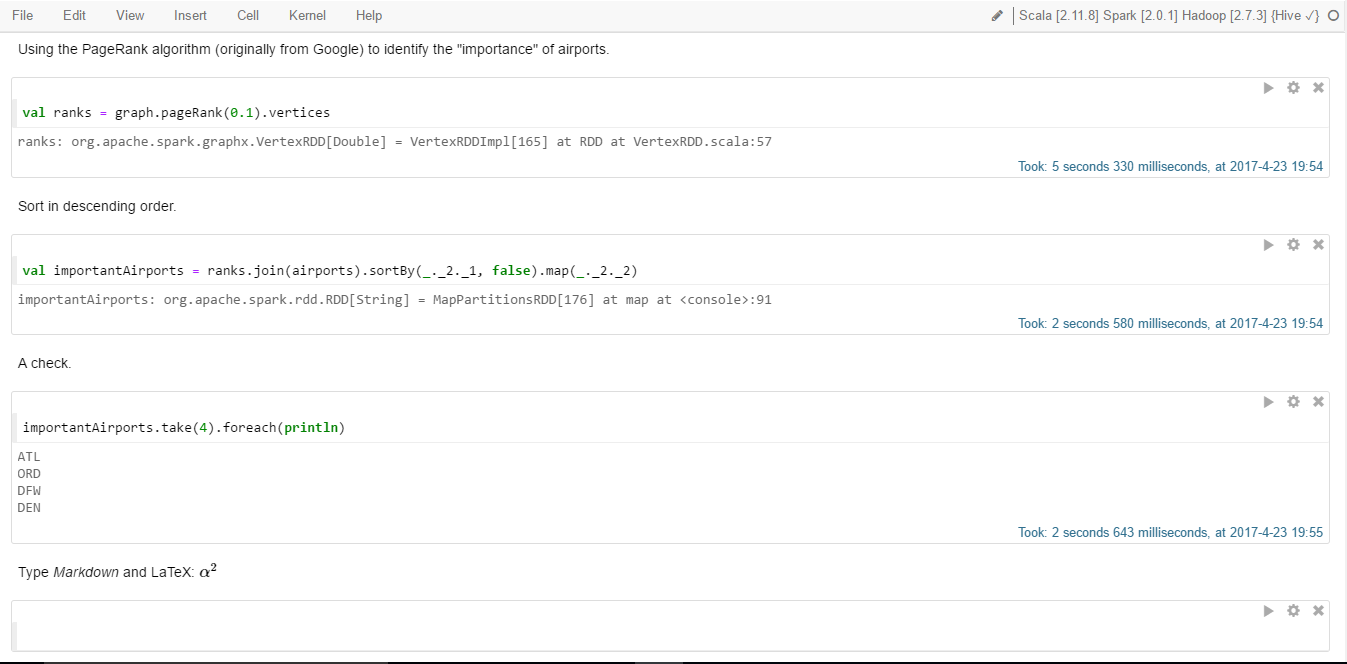 File Edit View Insert Cell Kernel Help Scala [2.11.8] Spark [2.0.1] Hadoop [2.7.3] {Hive ✓}
Using the PageRank algorithm (originally from Google) to identify the "importance" of airports.
val ranks = graph.pageRank(0.1).vertices
ranks: org.apache.spark.graphx.VertexRDD[Double] = VertexRDDImpl[165] at RDD at VertexRDD.scala:57
Took: 5 seconds 330 milliseconds, at 2017-4-23 19:54
Sort in descending order.
val importantAirports = ranks.join(airports).sortBy(_._2._1, false).map(_._2._2)
importantAirports: org.apache.spark.rdd.RDD[String] = MapPartitionsRDD[176] at map at <console>:91
Took: 2 seconds 580 milliseconds, at 2017-4-23 19:54
A check.
importantAirports.take(4).foreach(println)
ATL
ORD
DFW
DEN
Took: 2 seconds 643 milliseconds, at 2017-4-23 19:55
Type Markdown and LaTeX: α²